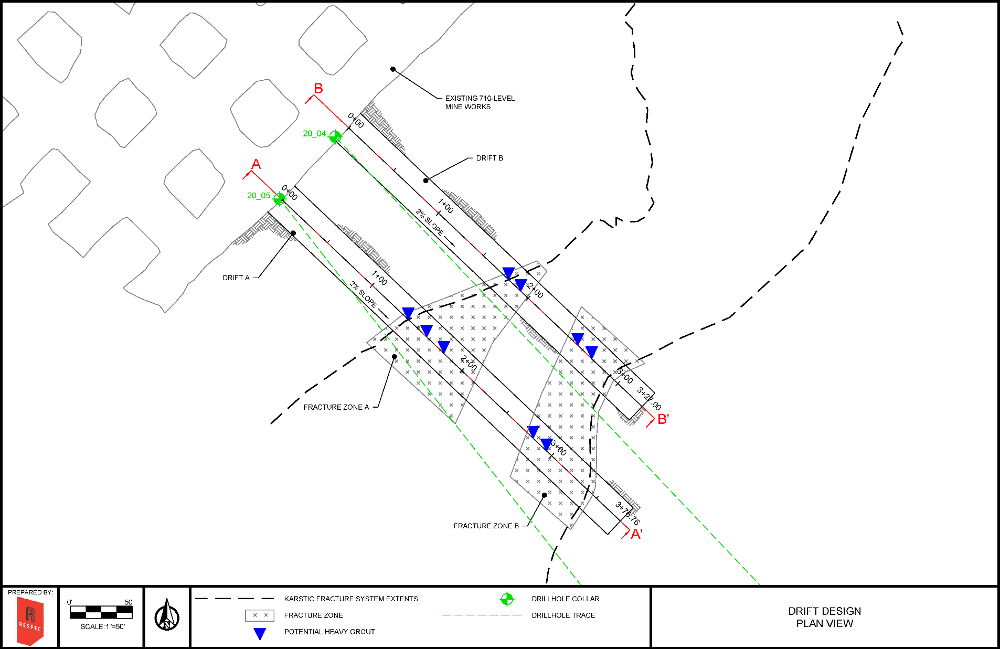 B
EXISTING 710-LEVEL
MINE WORKS
0+00
20_04
DRIFT B
A
0+00
20_05
1+00
2% SLOPE
DRIFT A
1+00
2% SLOPE
2+00
2+00
3+00
3+27.00
B'
FRACTURE ZONE A
3+00
3+76.76
FRACTURE ZONE B
A'
PREPARED BY:
RESPEC
0' 50'
SCALE: 1"=50'
N
KARSTIC FRACTURE SYSTEM EXTENTS
FRACTURE ZONE
POTENTIAL HEAVY GROUT
DRILLHOLE COLLAR
DRILLHOLE TRACE
DRIFT DESIGN
PLAN VIEW